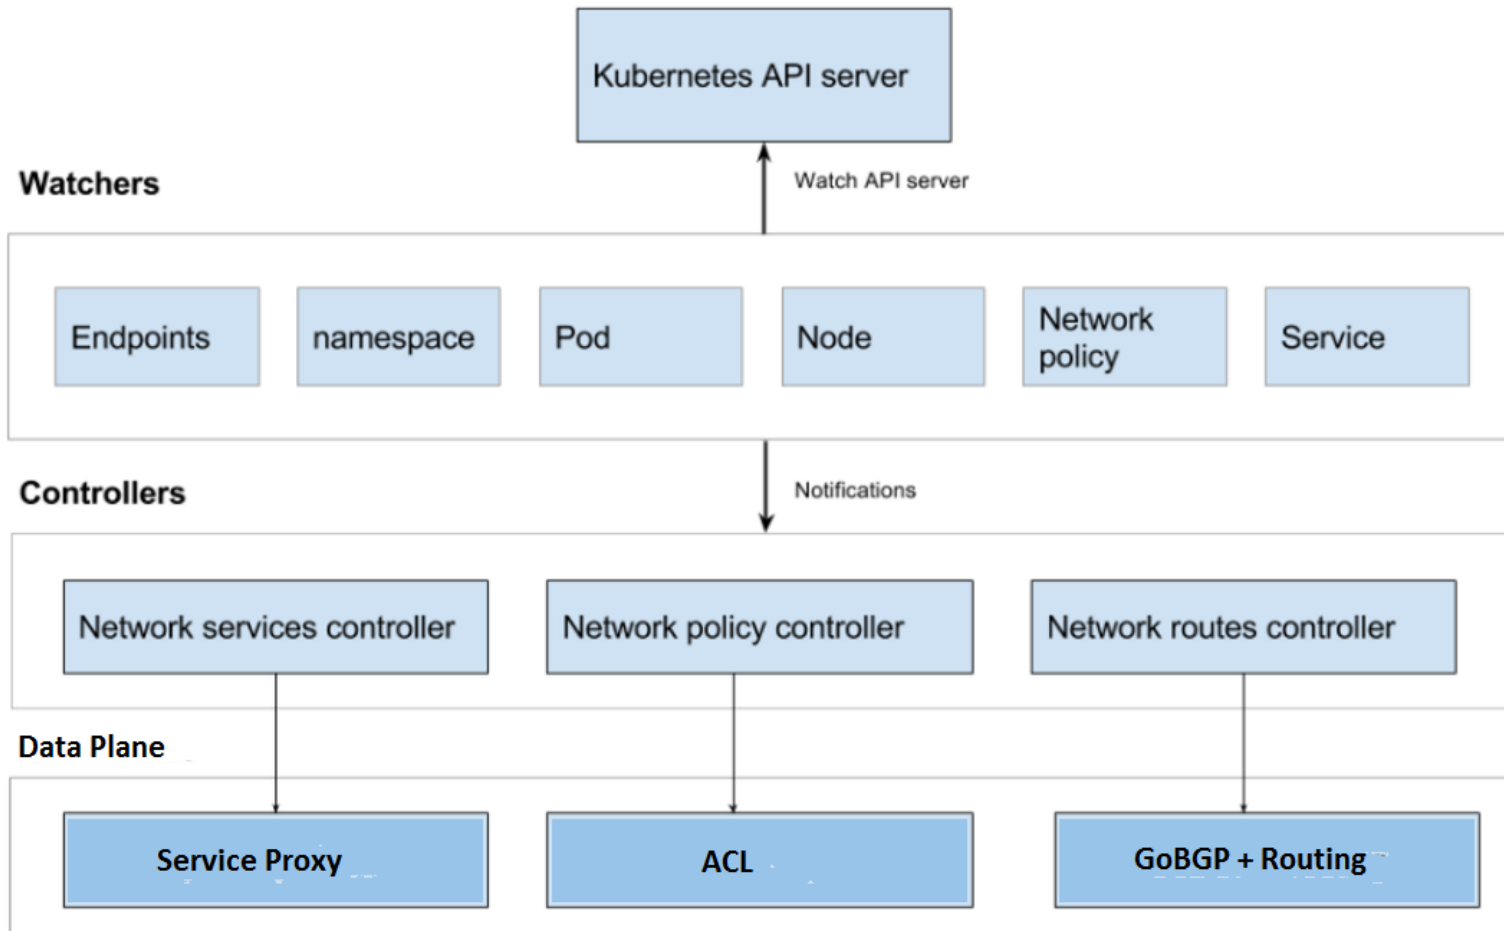 Kubernetes API server
Watchers
Watch API server
Endpoints
namespace
Pod
Node
Network
policy
Service
Controllers
Notifications
Network services controller
Network policy controller
Network routes controller
Data Plane
Service Proxy
ACL
GoBGP + Routing